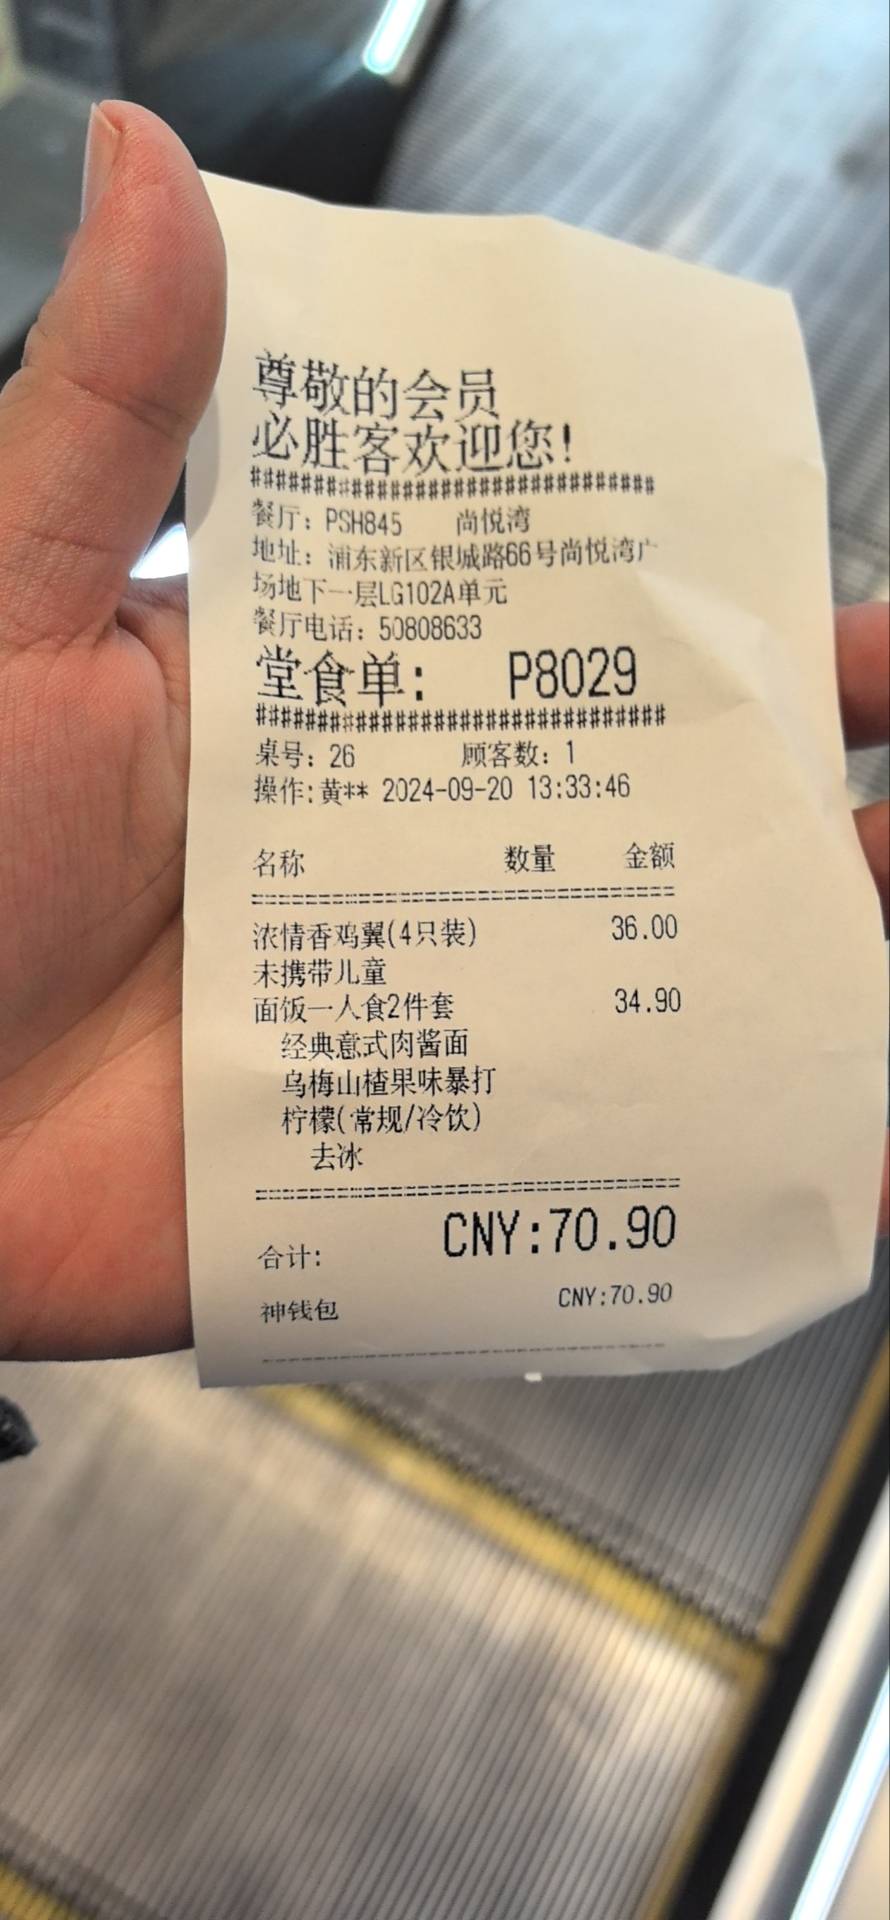 尊敬的会员
必胜客欢迎您!
######################################
餐厅: PSH845 尚悦湾
地址: 浦东新区银城路66号尚悦湾广
场地下一层LG102A单元
餐厅电话: 50808633
堂食单: P8029
######################################
桌号: 26 顾客数: 1
操作:黄** 2024-09-20 13:33:46
名称 数量 金额
======================================
浓情香鸡翼(4只装) 36.00
未携带儿童
面饭一人食2件套 34.90
经典意式肉酱面
乌梅山楂果味暴打
柠檬(常规/冷饮)
去冰
======================================
合计: CNY:70.90
神钱包 CNY:70.90
--------------------------------------